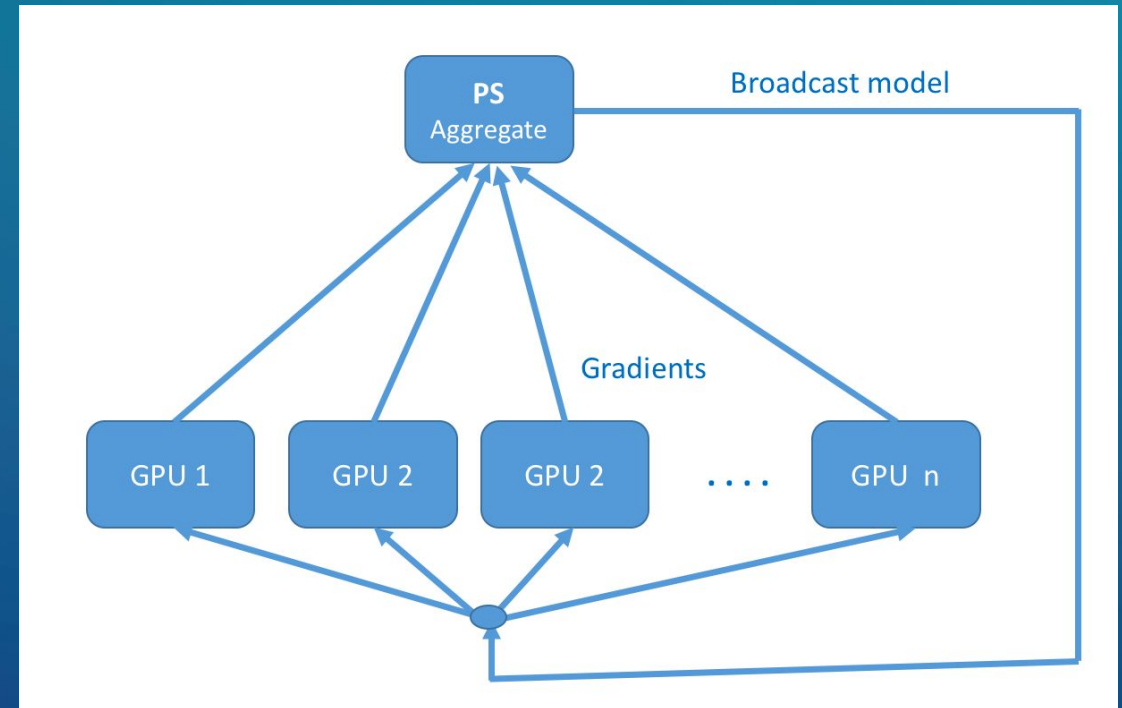 PS
Aggregate
Broadcast model
Gradients
GPU 1
GPU 2
GPU 2
. . . .
GPU n